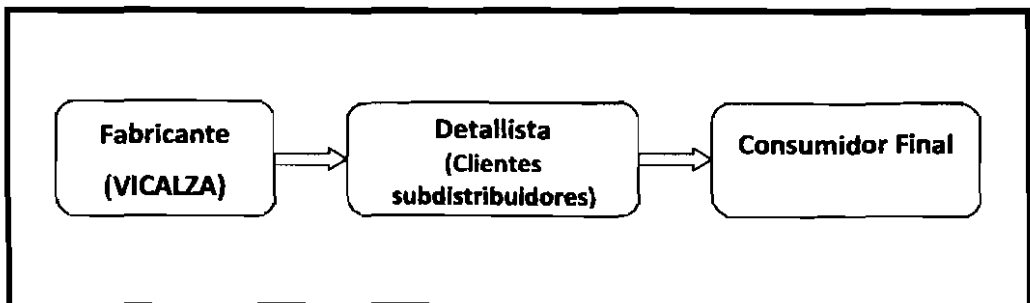 Fabricante
(VICALZA)
Detallista
(Clientes
subdistribuidores)
Consumidor Final